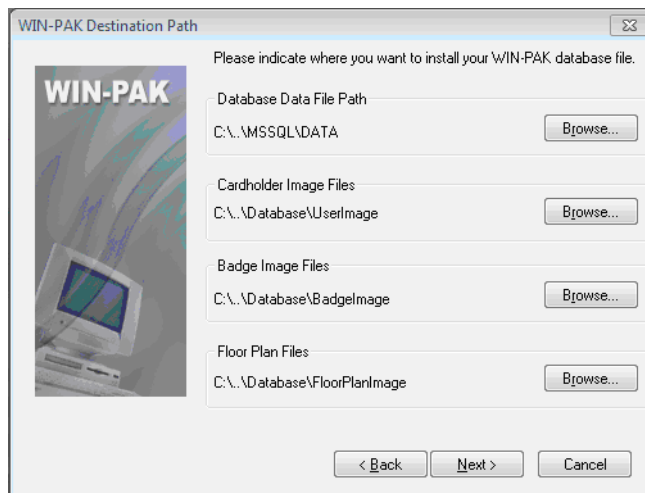 WIN-PAK Destination Path
Please indicate where you want to install your WIN-PAK database file.
WIN-PAK
Database Data File Path
C:\..\MSSQL\DATA
Browse...
Cardholder Image Files
C:\..\Database\UserImage
Browse...
Badge Image Files
C:\..\Database\BadgeImage
Browse...
Floor Plan Files
C:\..\Database\FloorPlanImage
Browse...
< Back
Next >
Cancel